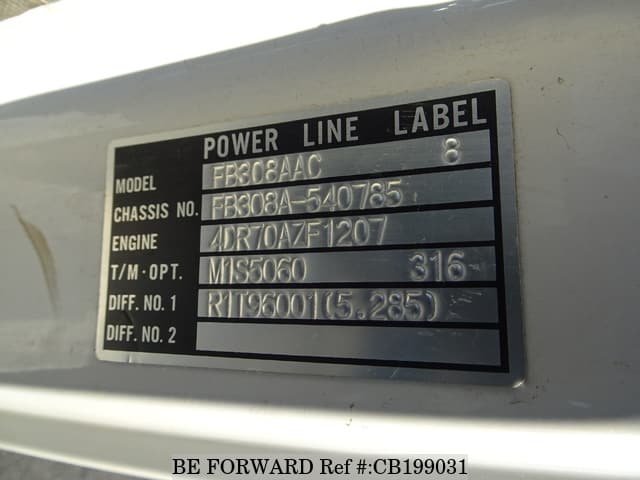 POWER LINE LABEL
MODEL FB308AAC 8
CHASSIS NO. FB308A-540785
ENGINE 4DR70AZF1207
T/M·OPT. M1S5060 316
DIFF. NO. 1 R1T96001(5.285)
DIFF. NO. 2
BE FORWARD Ref #:CB199031